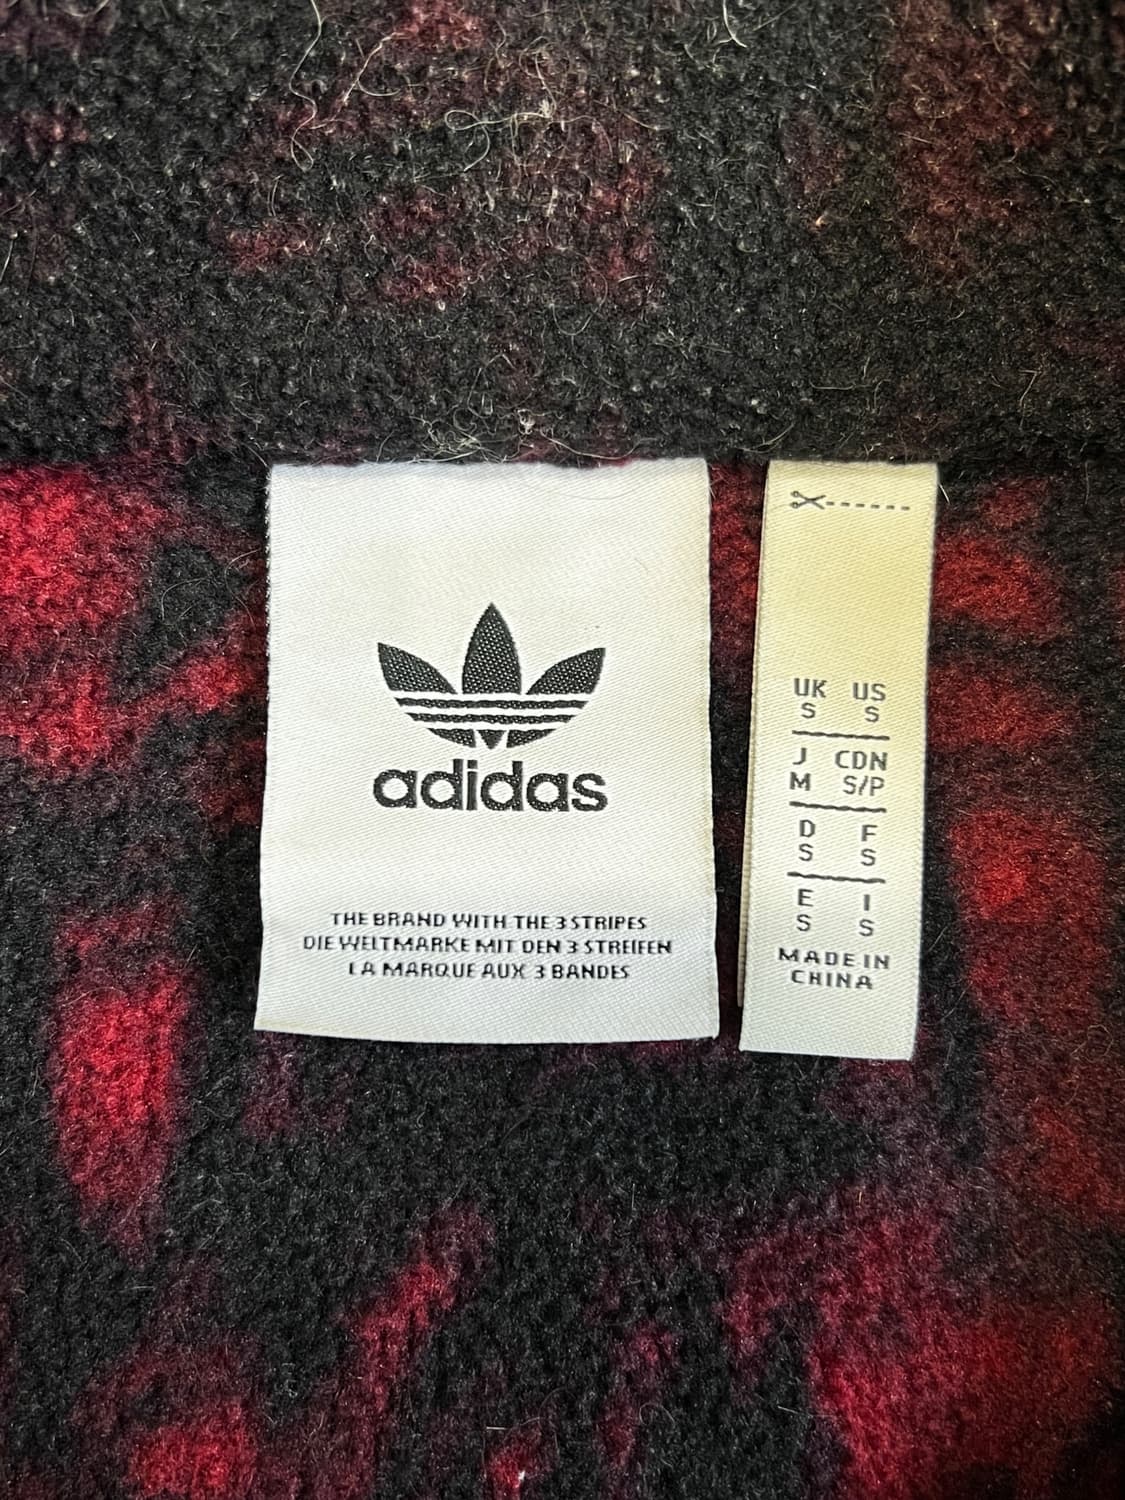 adidas
THE BRAND WITH THE 3 STRIPES
DIE WELTMARKE MIT DEN 3 STREIFEN
LA MARQUE AUX 3 BANDES
UK US
S S
J CDN
M S/P
D F
S S
E I
S S
MADE IN
CHINA